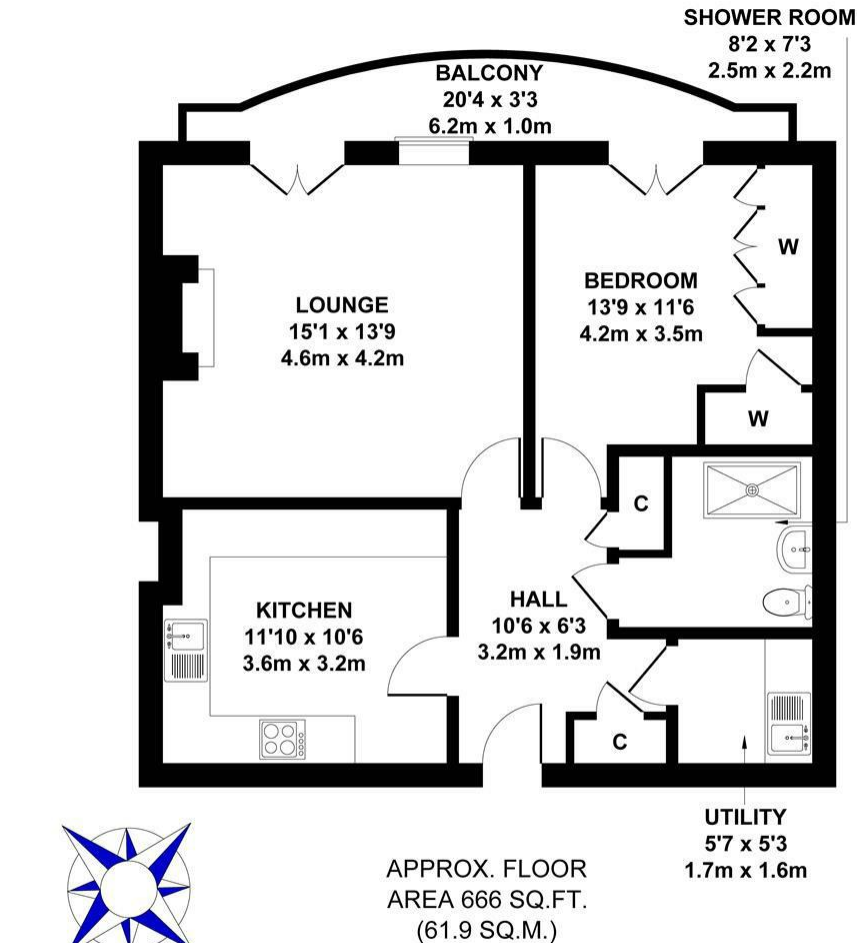 SHOWER ROOM
8'2 x 7'3
2.5m x 2.2m
BALCONY
20'4 x 3'3
6.2m x 1.0m
W
BEDROOM
13'9 x 11'6
4.2m x 3.5m
LOUNGE
15'1 x 13'9
4.6m x 4.2m
W
C
KITCHEN
11'10 x 10'6
3.6m x 3.2m
HALL
10'6 x 6'3
3.2m x 1.9m
C
UTILITY
5'7 x 5'3
1.7m x 1.6m
APPROX. FLOOR
AREA 666 SQ.FT.
(61.9 SQ.M.)